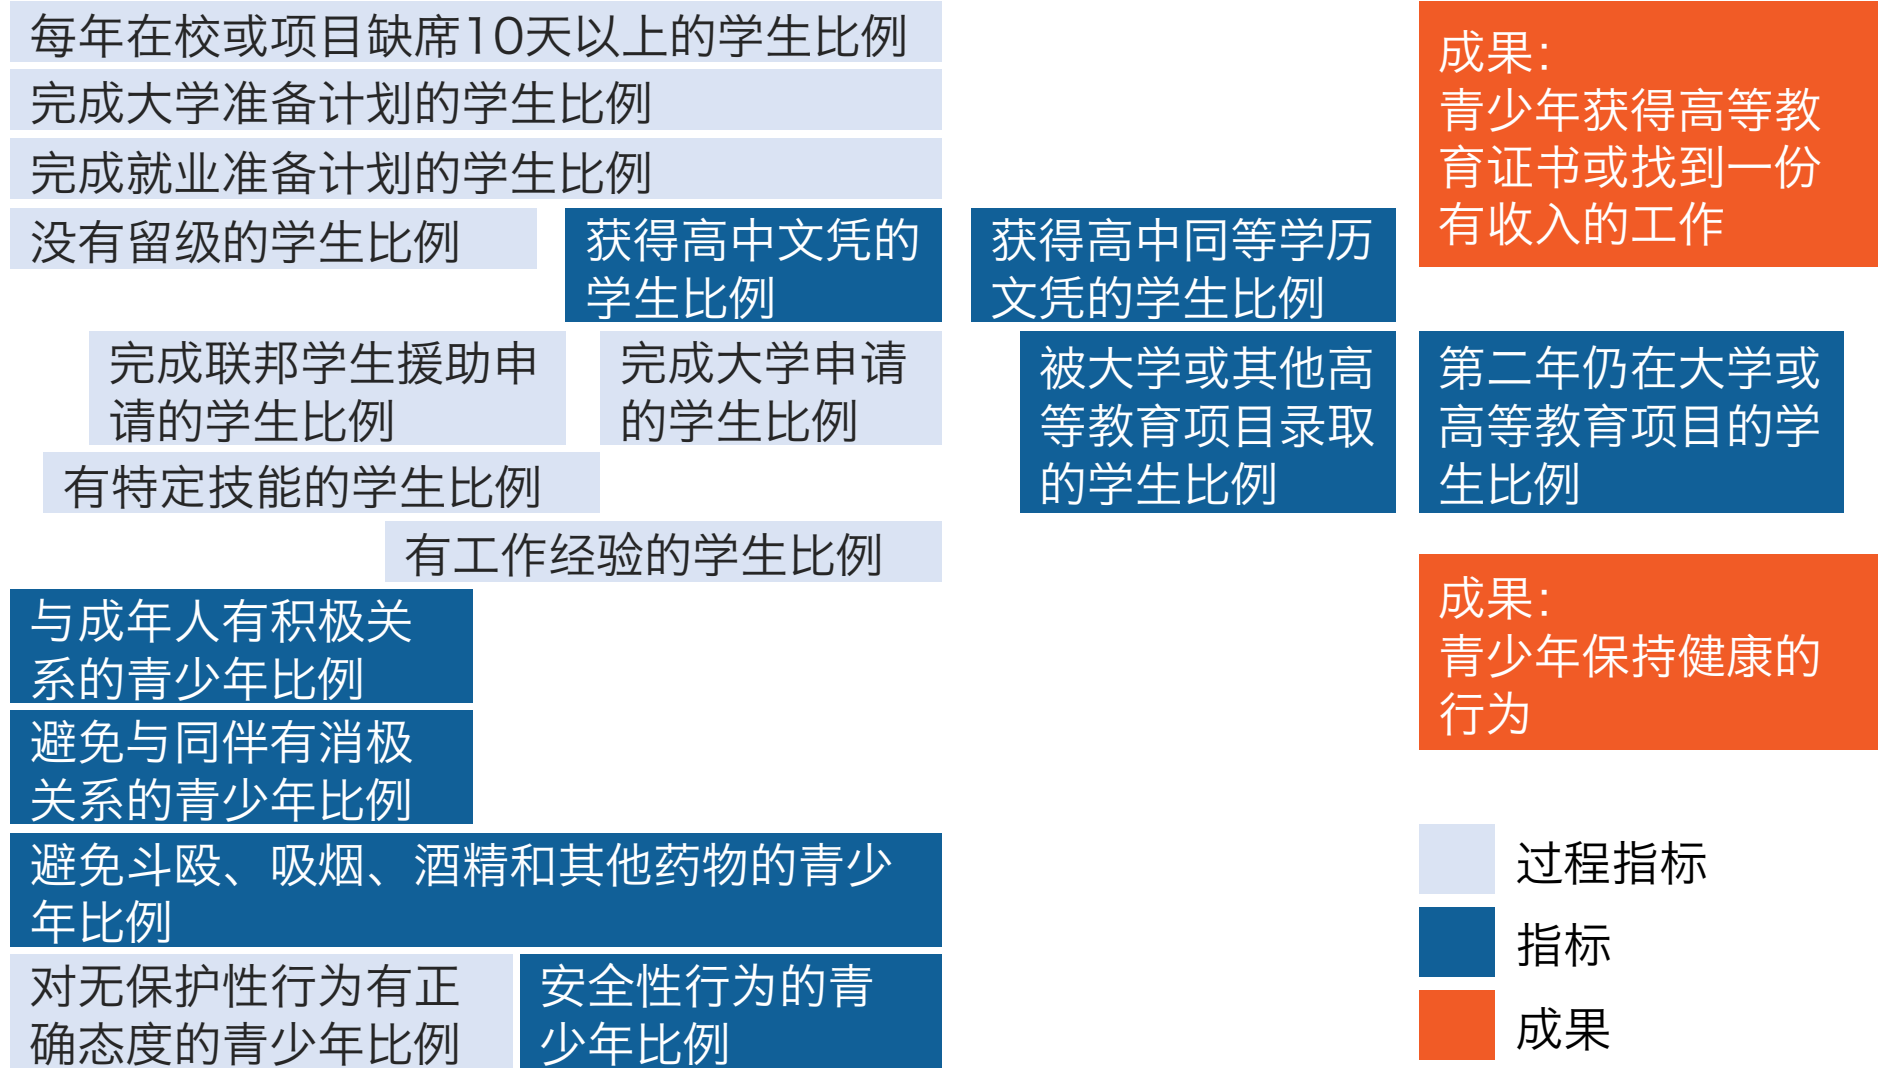 每年在校或项目缺席10天以上的学生比例
完成大学准备计划的学生比例
完成就业准备计划的学生比例
没有留级的学生比例
获得高中文凭的
学生比例
获得高中同等学历
文凭的学生比例
成果：
青少年获得高等教
育证书或找到一份
有收入的工作
完成联邦学生援助申
请的学生比例
完成大学申请
的学生比例
被大学或其他高
等教育项目录取
的学生比例
第二年仍在大学或
高等教育项目的学
生比例
有特定技能的学生比例
有工作经验的学生比例
成果：
青少年保持健康的
行为
与成年人有积极关
系的青少年比例
避免与同伴有消极
关系的青少年比例
避免斗殴、吸烟、酒精和其他药物的青少
年比例
对无保护性行为有正
确态度的青少年比例
安全性行为的青
少年比例
过程指标
指标
成果